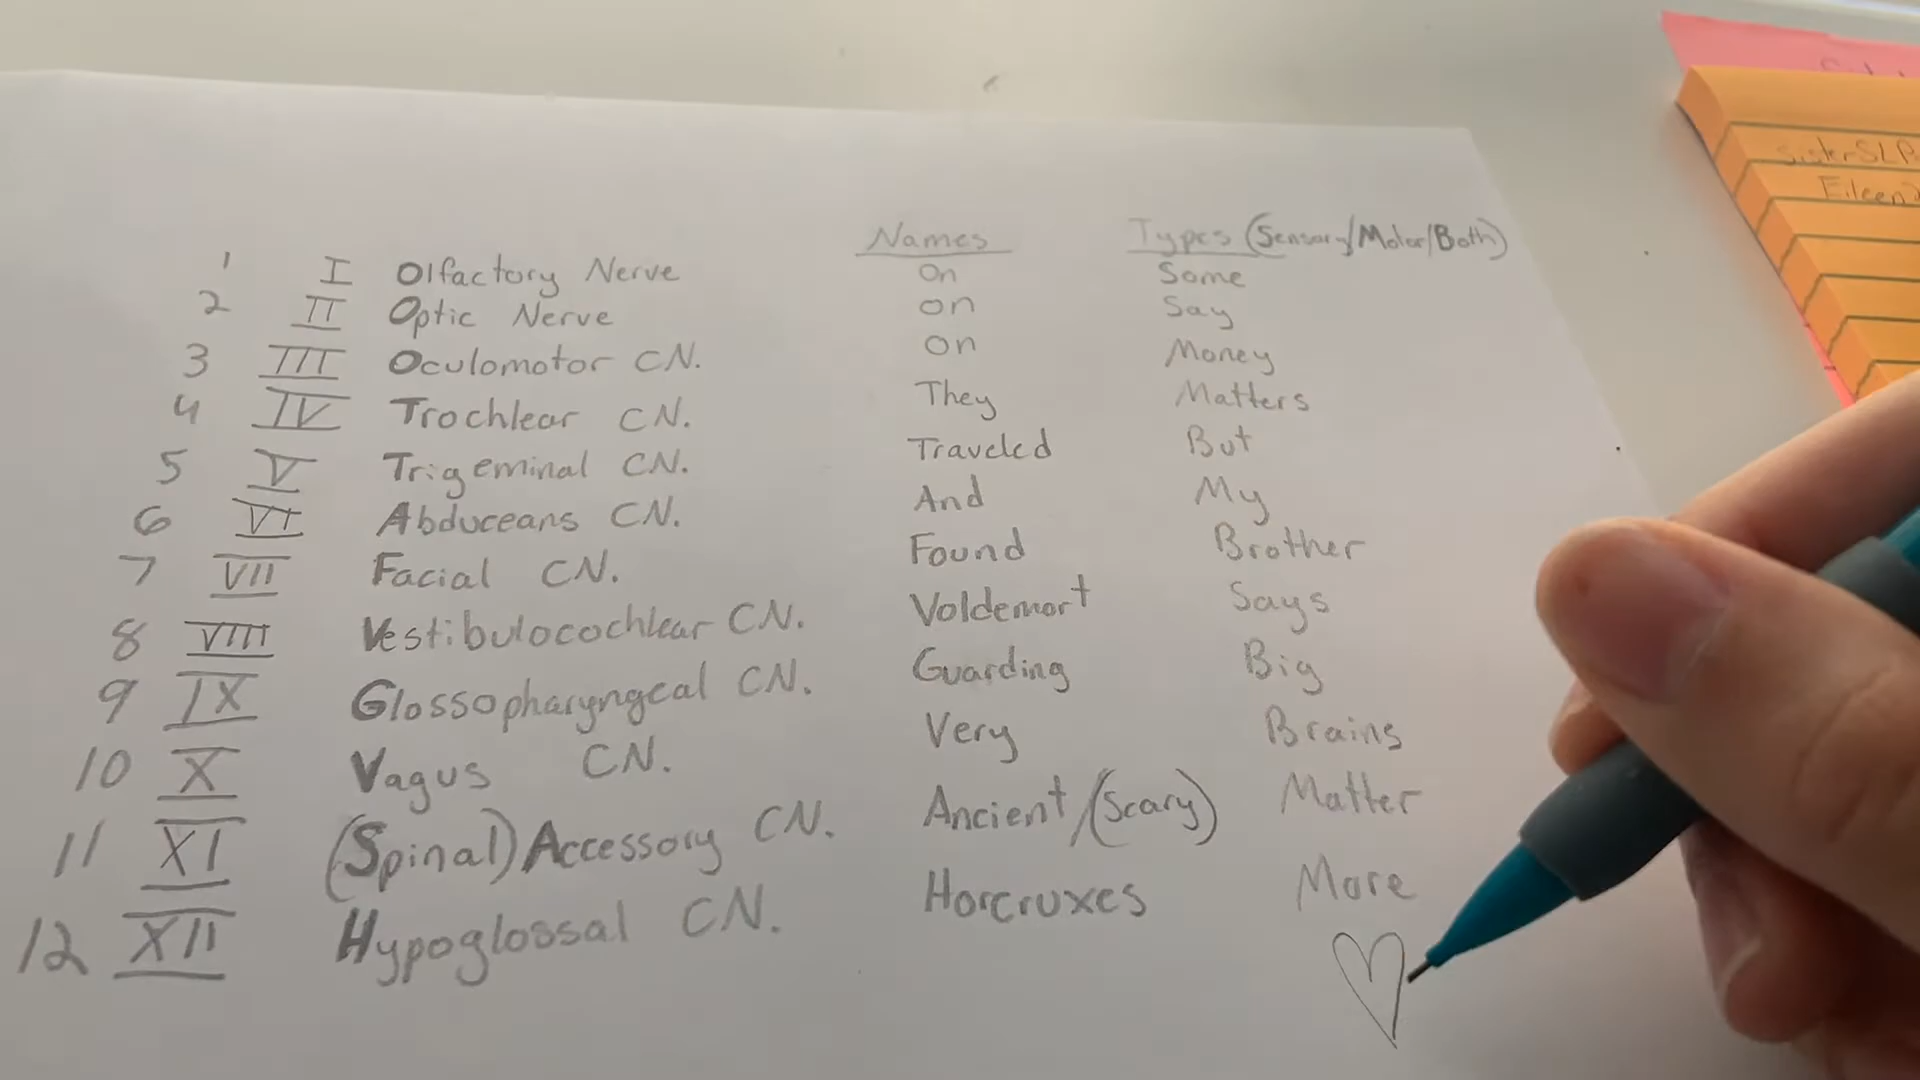 Names Types (Sensory/Motor/Both)
1 I Olfactory Nerve On Some
2 II Optic Nerve on Say
3 III Oculomotor CN. On Money
4 IV Trochlear CN. They Matters
5 V Trigeminal CN. Traveled But
6 VI Abduceans CN. And My
7 VII Facial CN. Found Brother
8 VIII Vestibulocochlear CN. Voldemort Says
9 IX Glossopharyngeal CN. Guarding Big
10 X Vagus CN. Very Brains
11 XI (Spinal) Accessory CN. Ancient/(Scary) Matter
12 XII Hypoglossal CN. Horcruxes More
Eileen